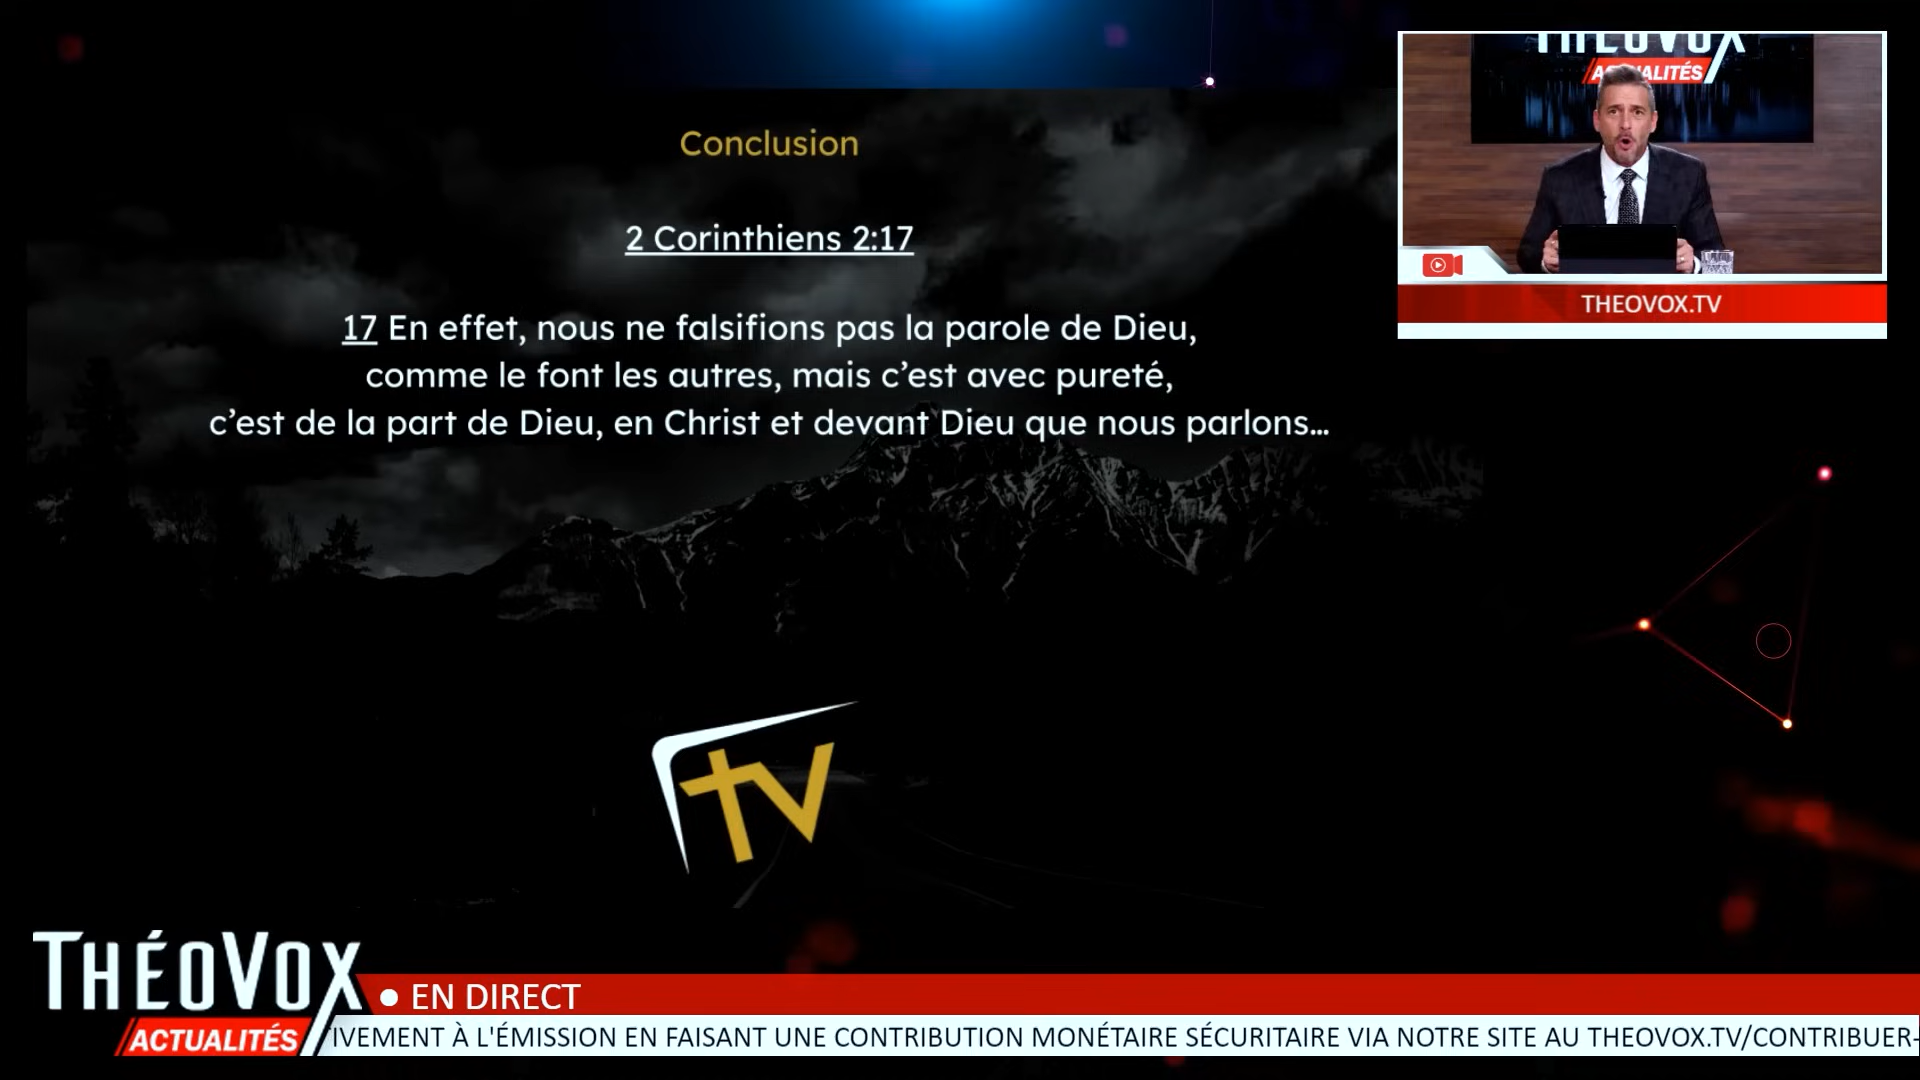 Conclusion
2 Corinthiens 2:17
17 En effet, nous ne falsifions pas la parole de Dieu,
comme le font les autres, mais c’est avec pureté,
c’est de la part de Dieu, en Christ et devant Dieu que nous parlons…
THÉOVOX
ACTUALITÉS
THEOVOX.TV
TV
THÉOVOX
ACTUALITÉS
EN DIRECT
IVEMENT À L'ÉMISSION EN FAISANT UNE CONTRIBUTION MONÉTAIRE SÉCURITAIRE VIA NOTRE SITE AU THEOVOX.TV/CONTRIBUER-